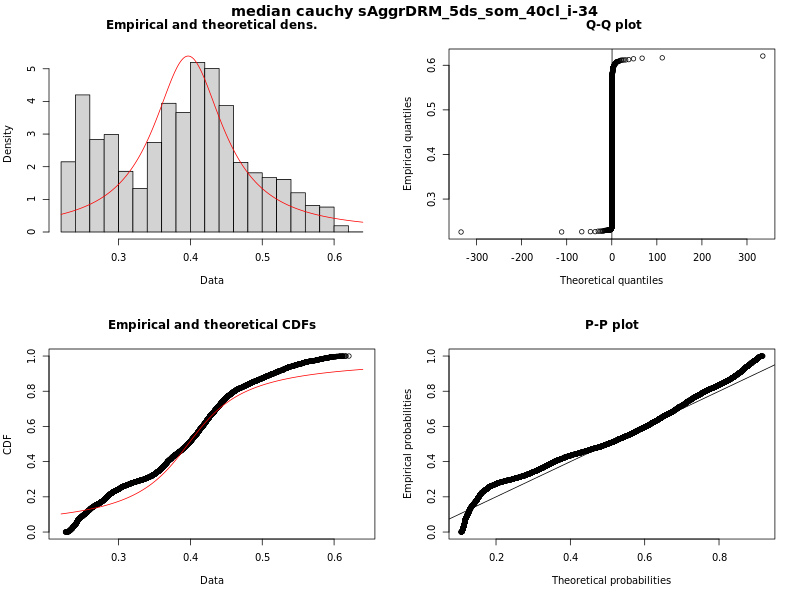 median cauchy sAggrDRM_5ds_som_40cl_i-34
Empirical and theoretical dens.
Density
0 1 2 3 4 5
0.3 0.4 0.5 0.6
Data
Q-Q plot
Empirical quantiles
0.3 0.4 0.5 0.6
-300 -200 -100 0 100 200 300
Theoretical quantiles
Empirical and theoretical CDFs
CDF
0.0 0.2 0.4 0.6 0.8 1.0
0.3 0.4 0.5 0.6
Data
P-P plot
Empirical probabilities
0.0 0.2 0.4 0.6 0.8 1.0
0.2 0.4 0.6 0.8
Theoretical probabilities